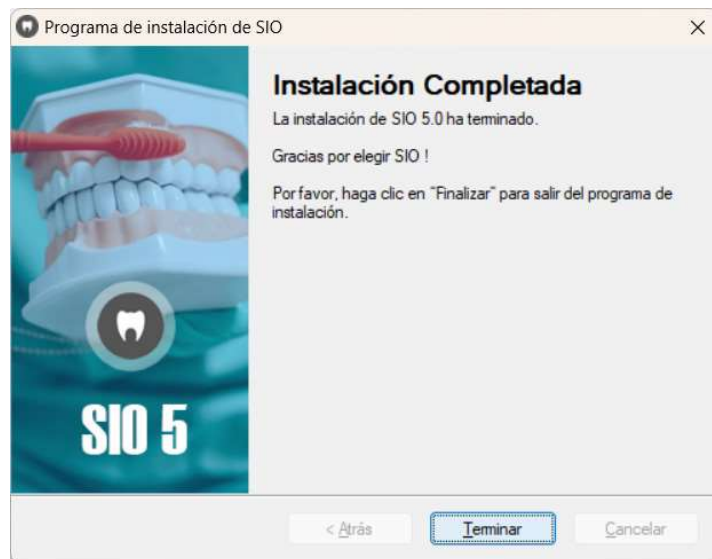 Programa de instalación de SIO
Instalación Completada
La instalación de SIO 5.0 ha terminado.
Gracias por elegir SIO !
Por favor, haga clic en "Finalizar" para salir del programa de
instalación.
SIO 5
< Atrás
Terminar
Cancelar